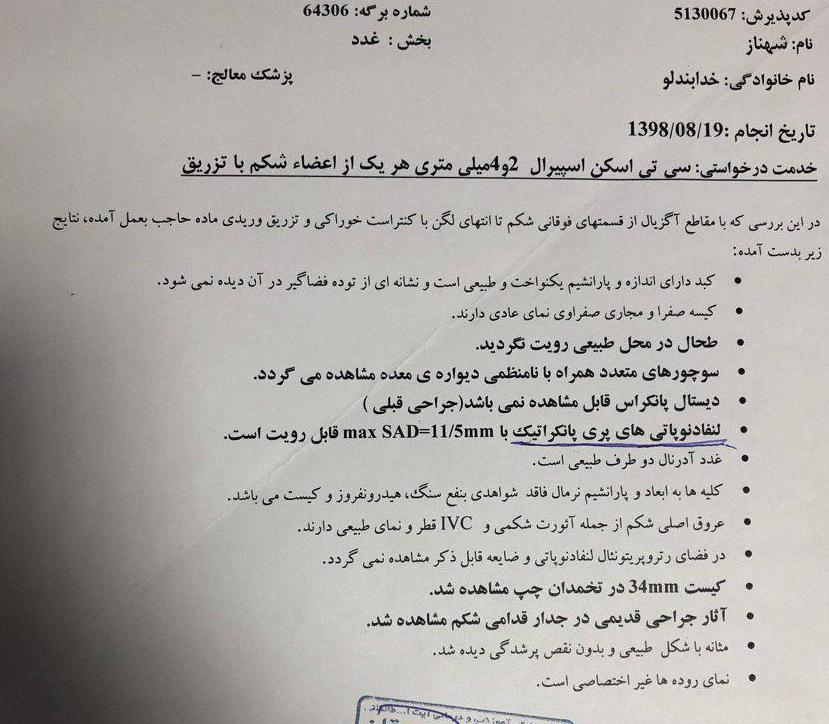 کدپذیرش: 5130067
شماره برگه: 64306
نام: شهناز
بخش : غدد
نام خانوادگی: خدابندلو
پزشک معالج: –
تاریخ انجام :1398/08/19
خدمت درخواستی: سی تی اسکن اسپیرال 2و4میلی متری هر یک از اعضاء شکم با تزریق
در این بررسی که با مقاطع آگزیال از قسمتهای فوقانی شکم تا انتهای لگن با کنتراست خوراکی و تزریق وریدی ماده حاجب بعمل آمده، نتایج
زیر بدست آمده:
• کبد دارای اندازه و پارانشیم یکنواخت و طبیعی است و نشانه ای از توده فضاگیر در آن دیده نمی شود.
• کیسه صفرا و مجاری صفراوی نمای عادی دارند.
• طحال در محل طبیعی رویت نگردید.
• سوچورهای متعدد همراه با نامنظمی دیواره ی معده مشاهده می گردد.
• دیستال پانکراس قابل مشاهده نمی باشد(جراحی قبلی )
• لنفادنوپاتی های پری پانکراتیک با max SAD=11/5mm قابل رویت است.
• غدد آدرنال دو طرف طبیعی است.
• کلیه ها به ابعاد و پارانشیم نرمال فاقد شواهدی بنفع سنگ، هیدرونفروز و کیست می باشد.
• عروق اصلی شکم از جمله آئورت شکمی و IVC قطر و نمای طبیعی دارند.
• در فضای رتروپریتونئال لنفادنوپاتی و ضایعه قابل ذکر مشاهده نمی گردد.
• کیست 34mm در تخمدان چپ مشاهده شد.
• آثار جراحی قدیمی در جدار قدامی شکم مشاهده شد.
• مثانه با شکل طبیعی و بدون نقص پرشدگی دیده شد.
• نمای روده ها غیر اختصاصی است.